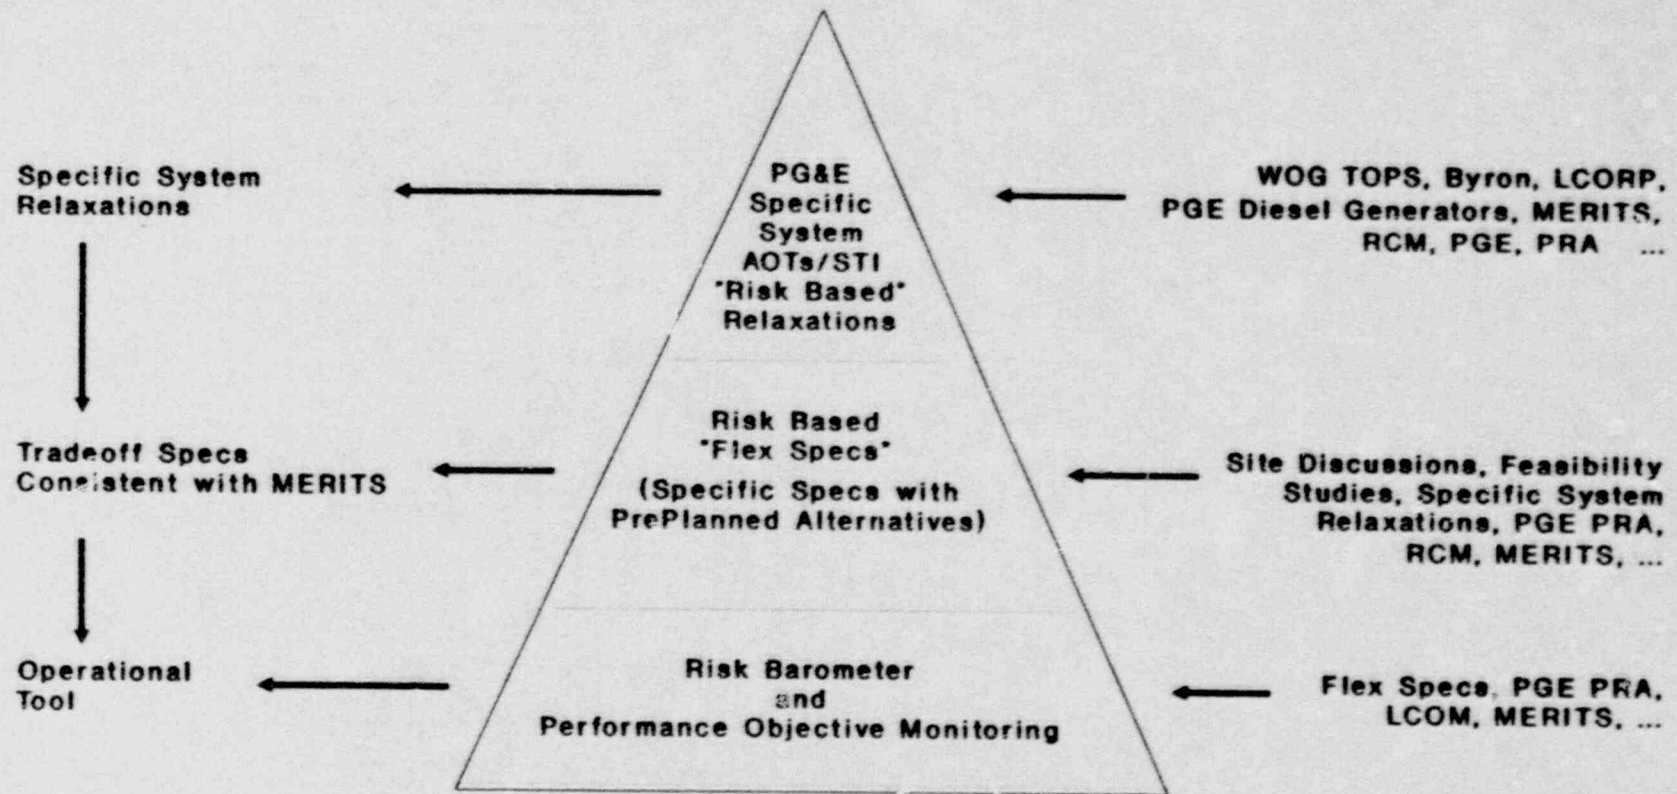 Specific System
Relaxations
PG&E
Specific
System
AOTs/STI
"Risk Based"
Relaxations
WOG TOPS, Byron, LCORP,
PGE Diesel Generators, MERITS,
RCM, PGE, PRA ...
Tradeoff Specs
Consistent with MERITS
Risk Based
"Flex Specs"
(Specific Specs with
PrePlanned Alternatives)
Site Discussions, Feasibility
Studies, Specific System
Relaxations, PGE PRA,
RCM, MERITS, ...
Operational
Tool
Risk Barometer
and
Performance Objective Monitoring
Flex Specs, PGE PRA,
LCOM, MERITS, ...